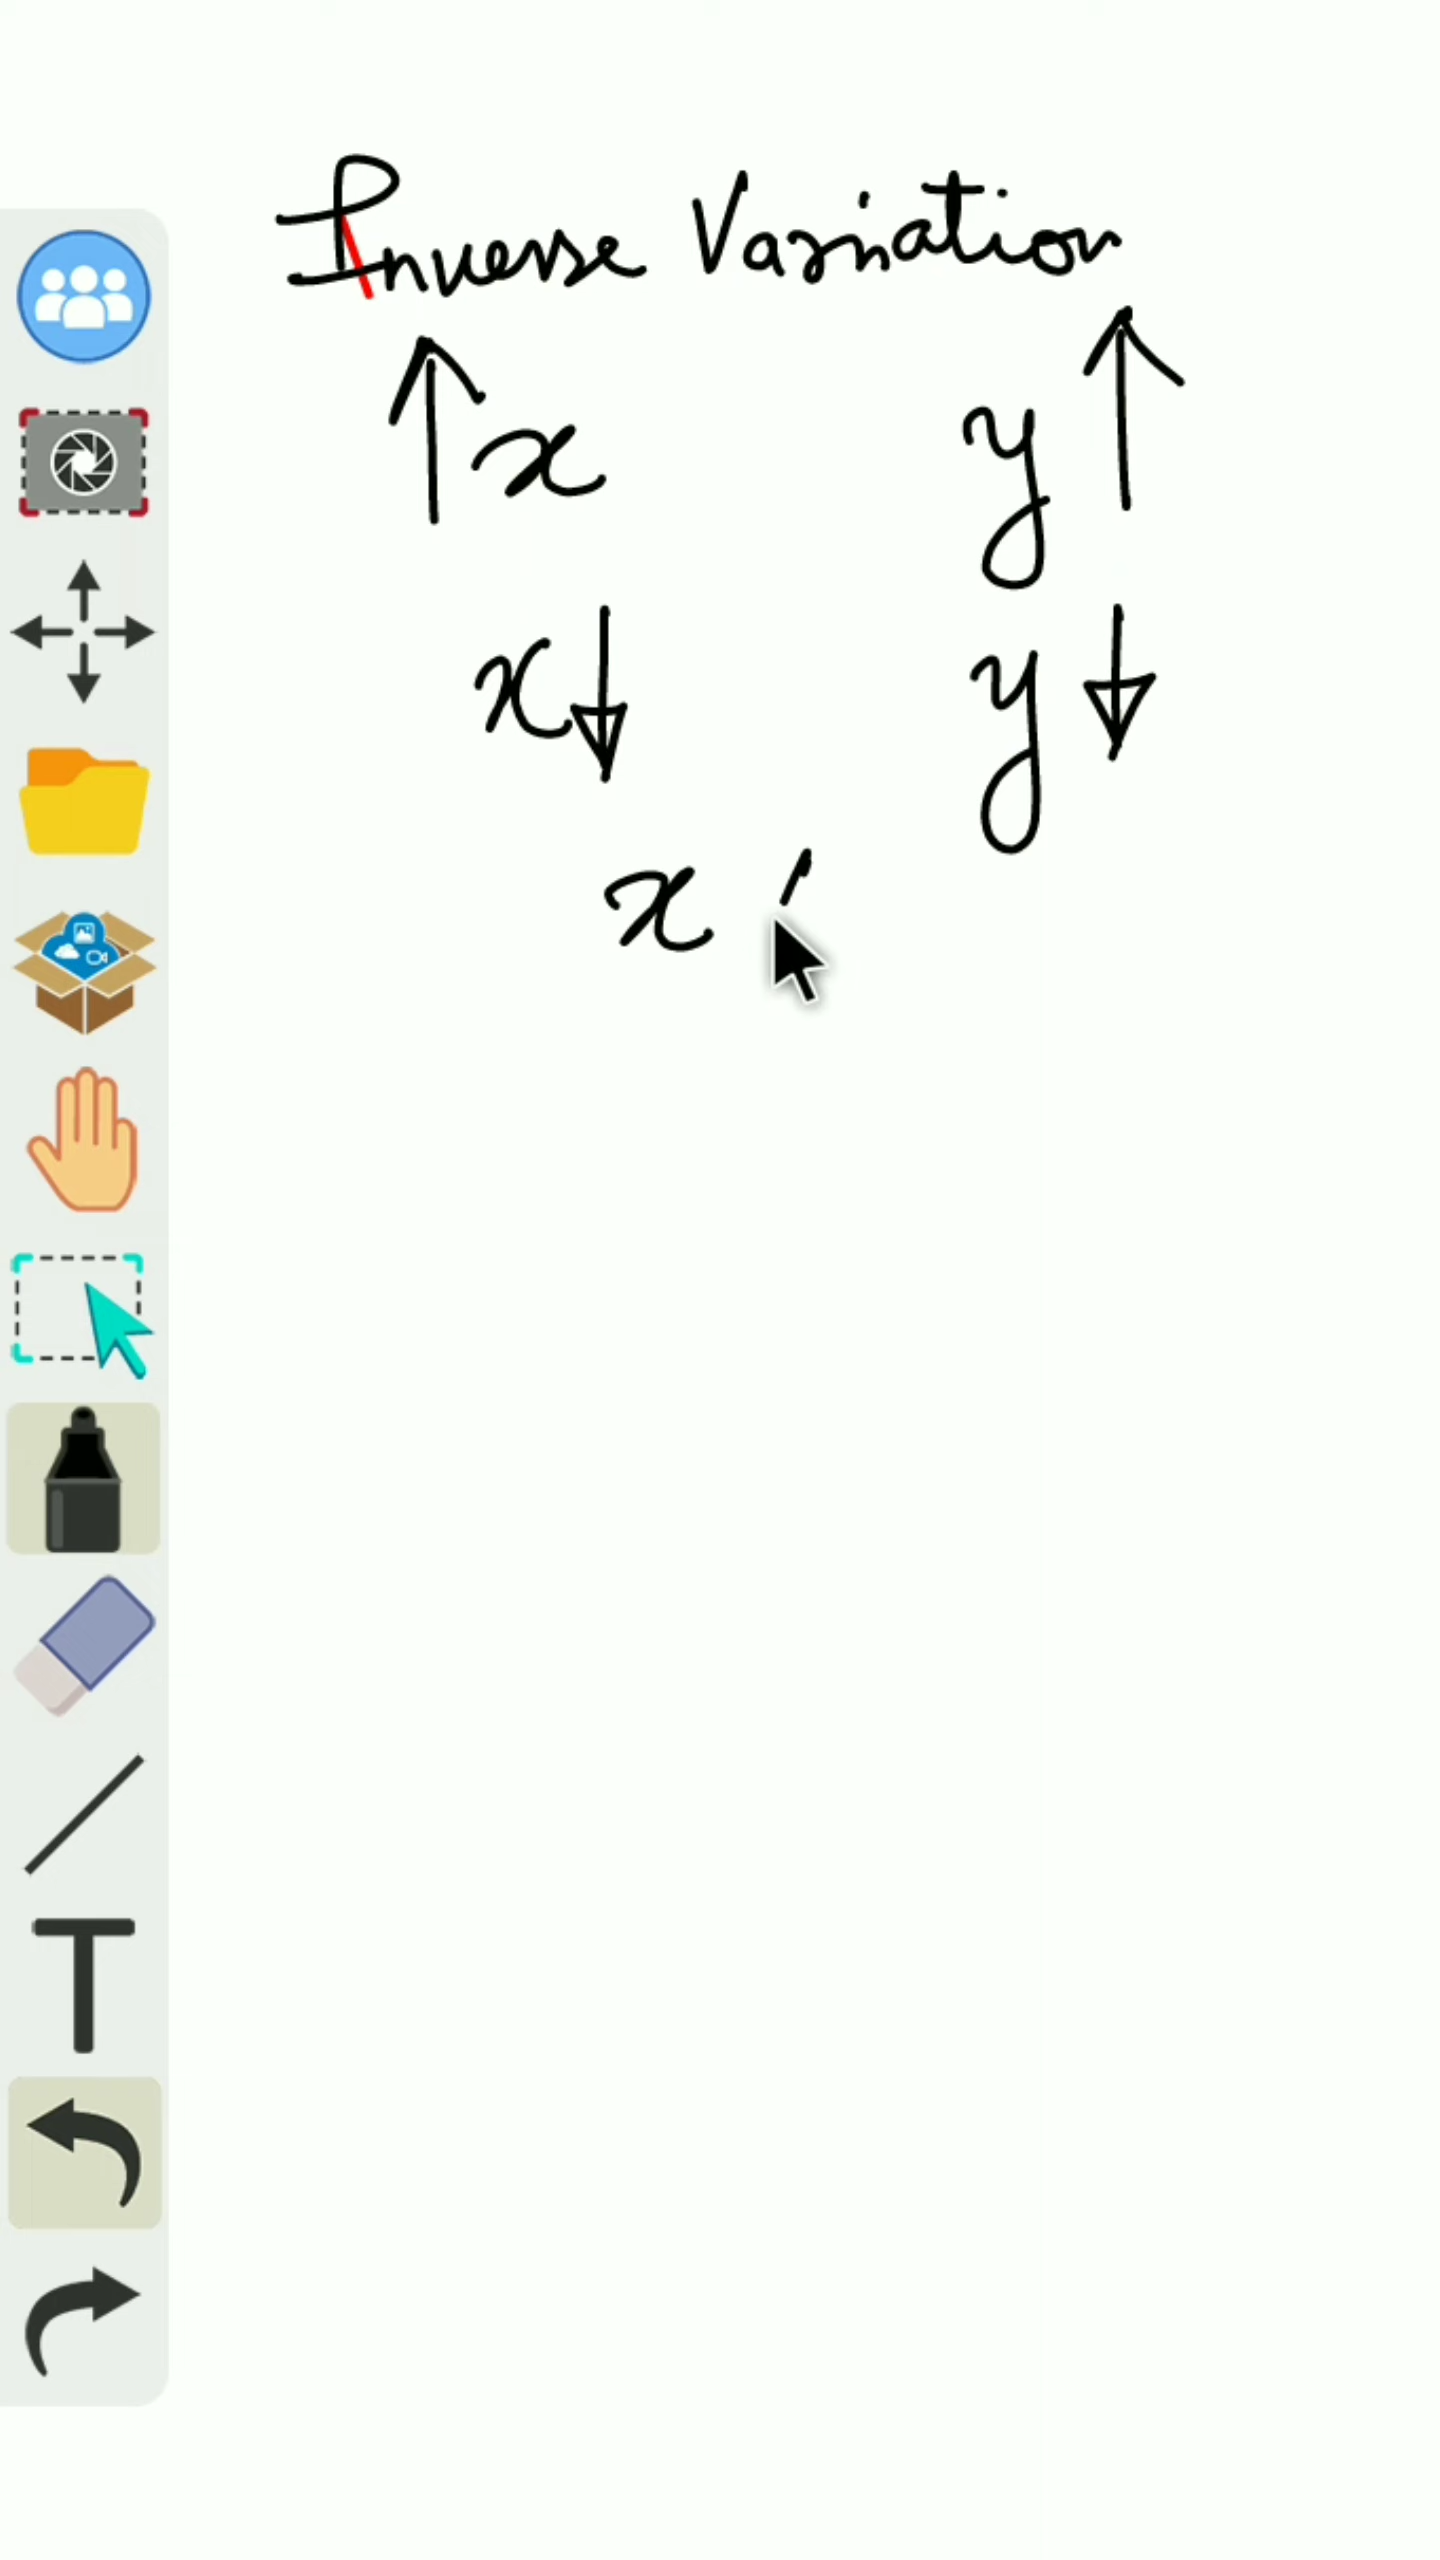 Inverse Variation
↑ x y ↑
x ↓ y ↓
x
T